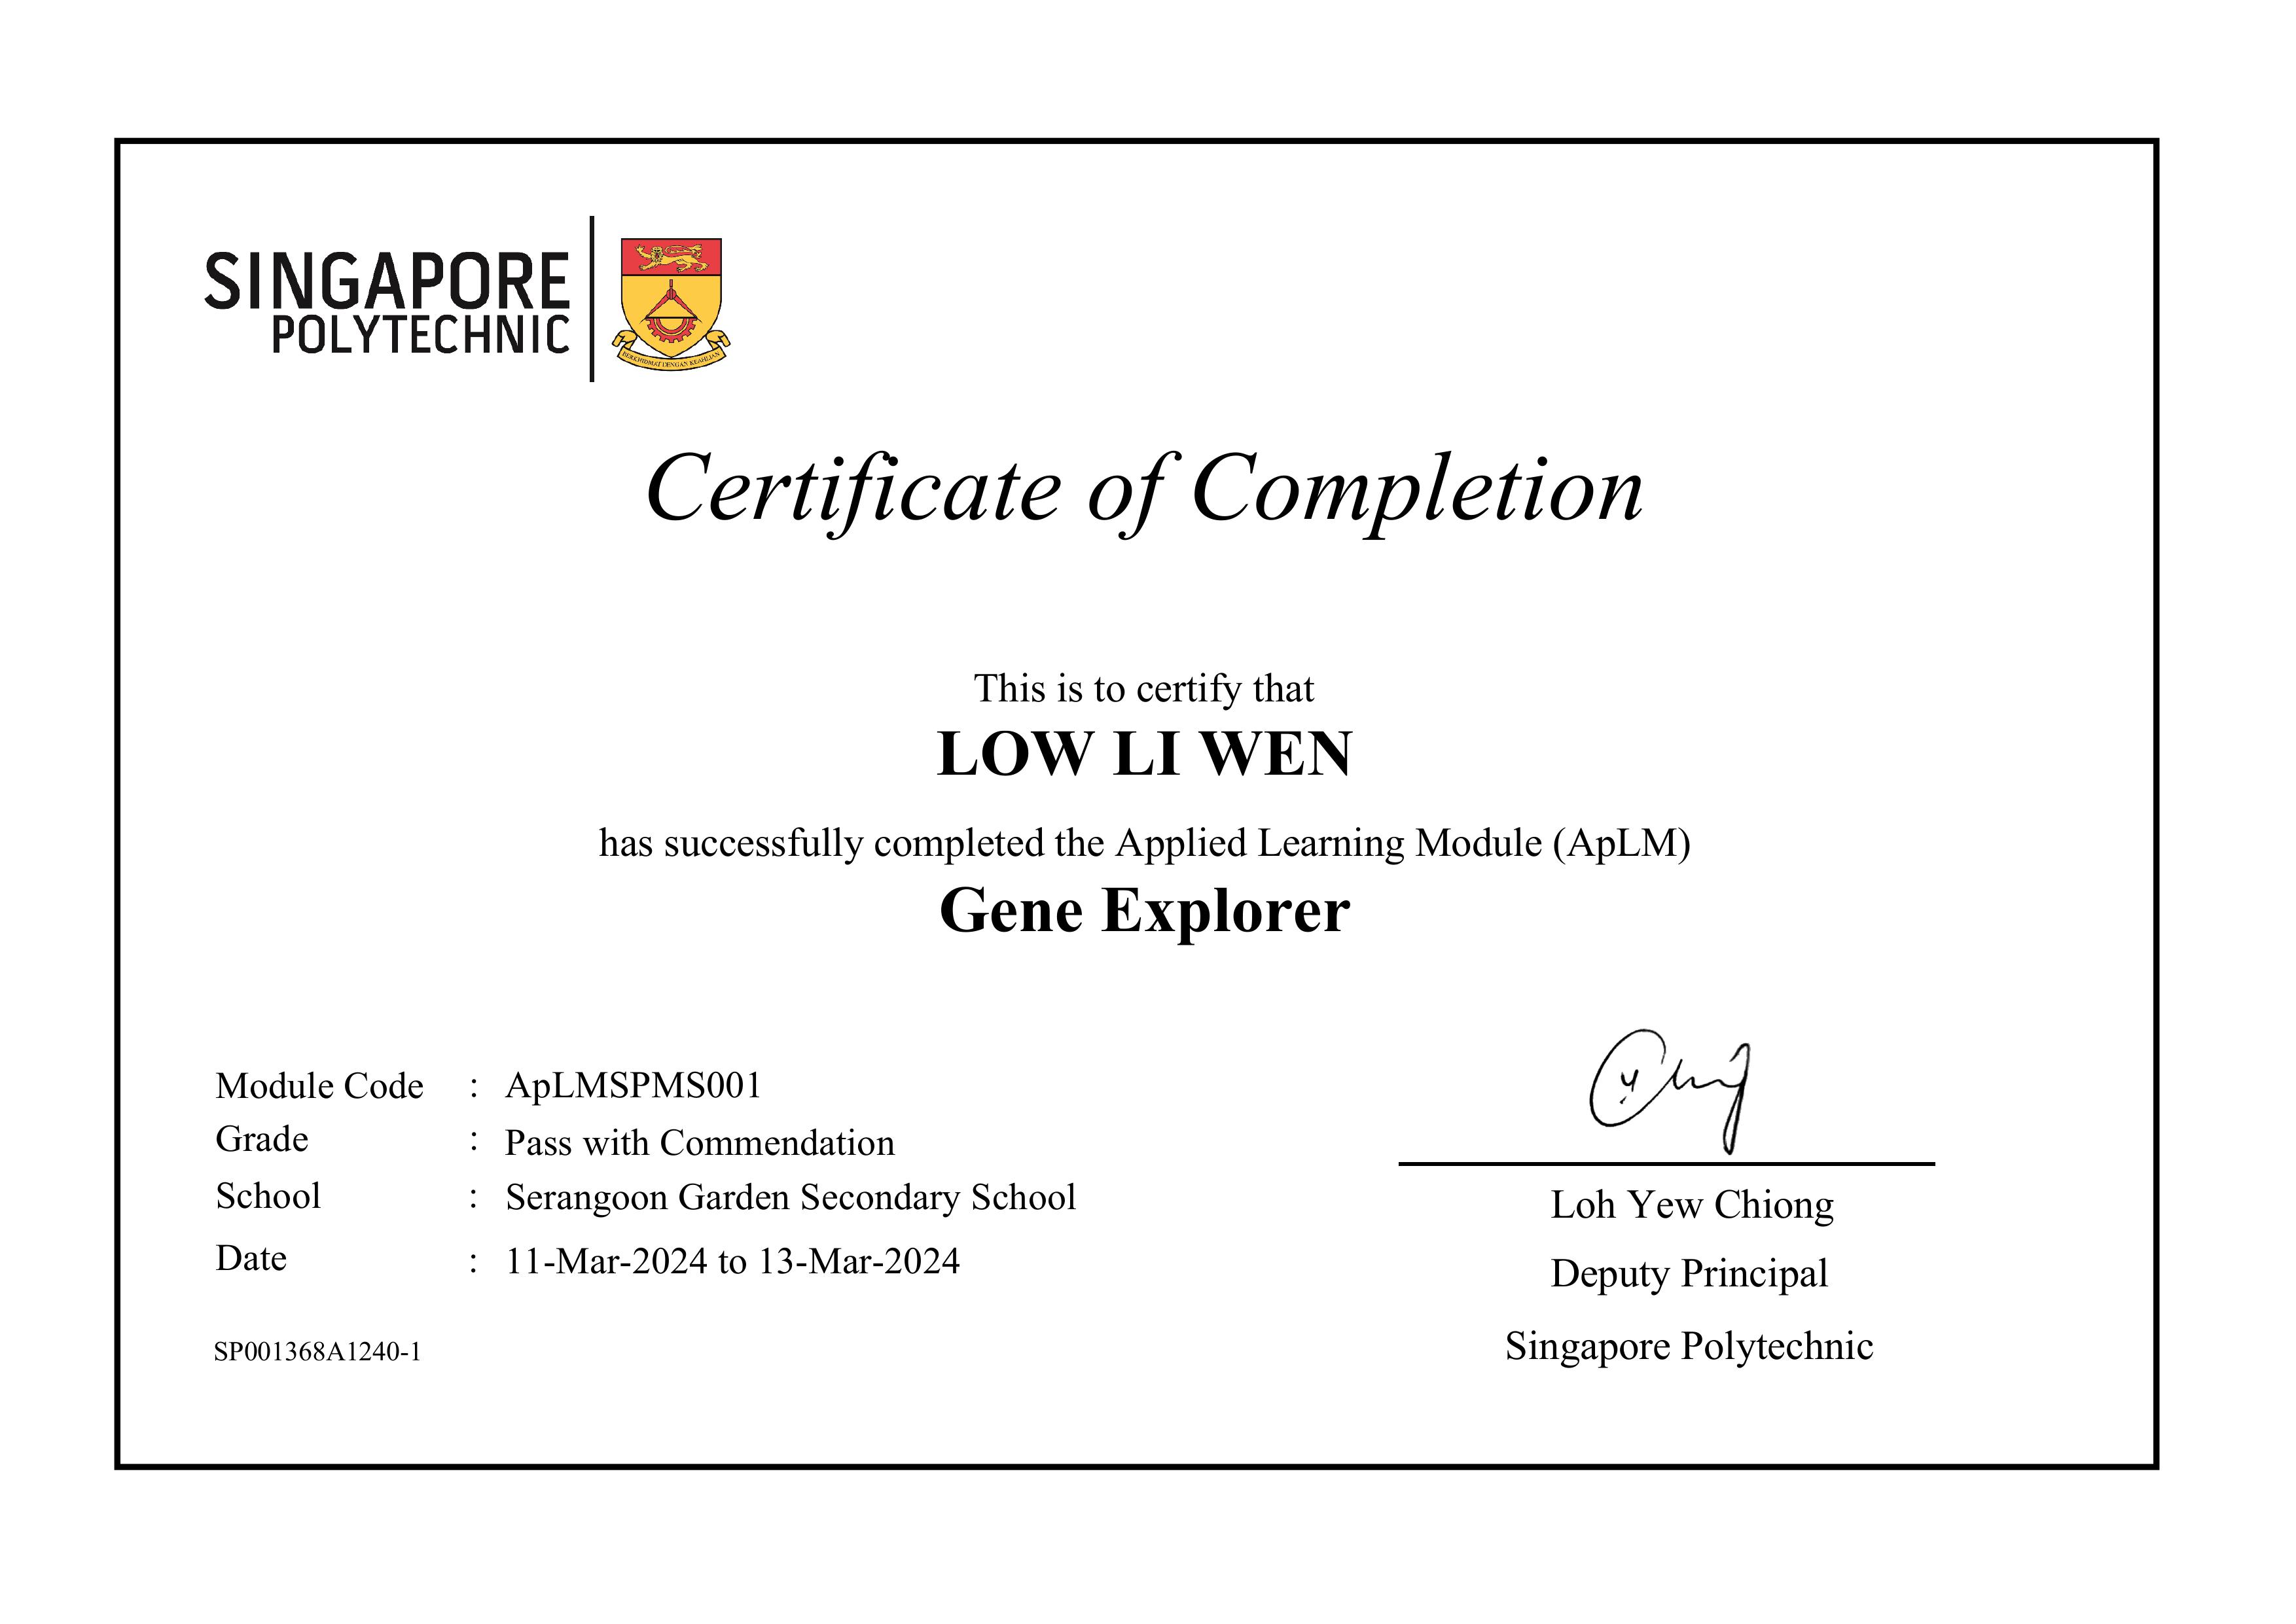 SINGAPORE
POLYTECHNIC
BERKHIDMAT DENGAN KEAHLIAN
Certificate of Completion
This is to certify that
LOW LI WEN
has successfully completed the Applied Learning Module (ApLM)
Gene Explorer
Module Code : ApLMSPMS001
Grade : Pass with Commendation
School : Serangoon Garden Secondary School
Date : 11-Mar-2024 to 13-Mar-2024
SP001368A1240-1
Loh Yew Chiong
Deputy Principal
Singapore Polytechnic